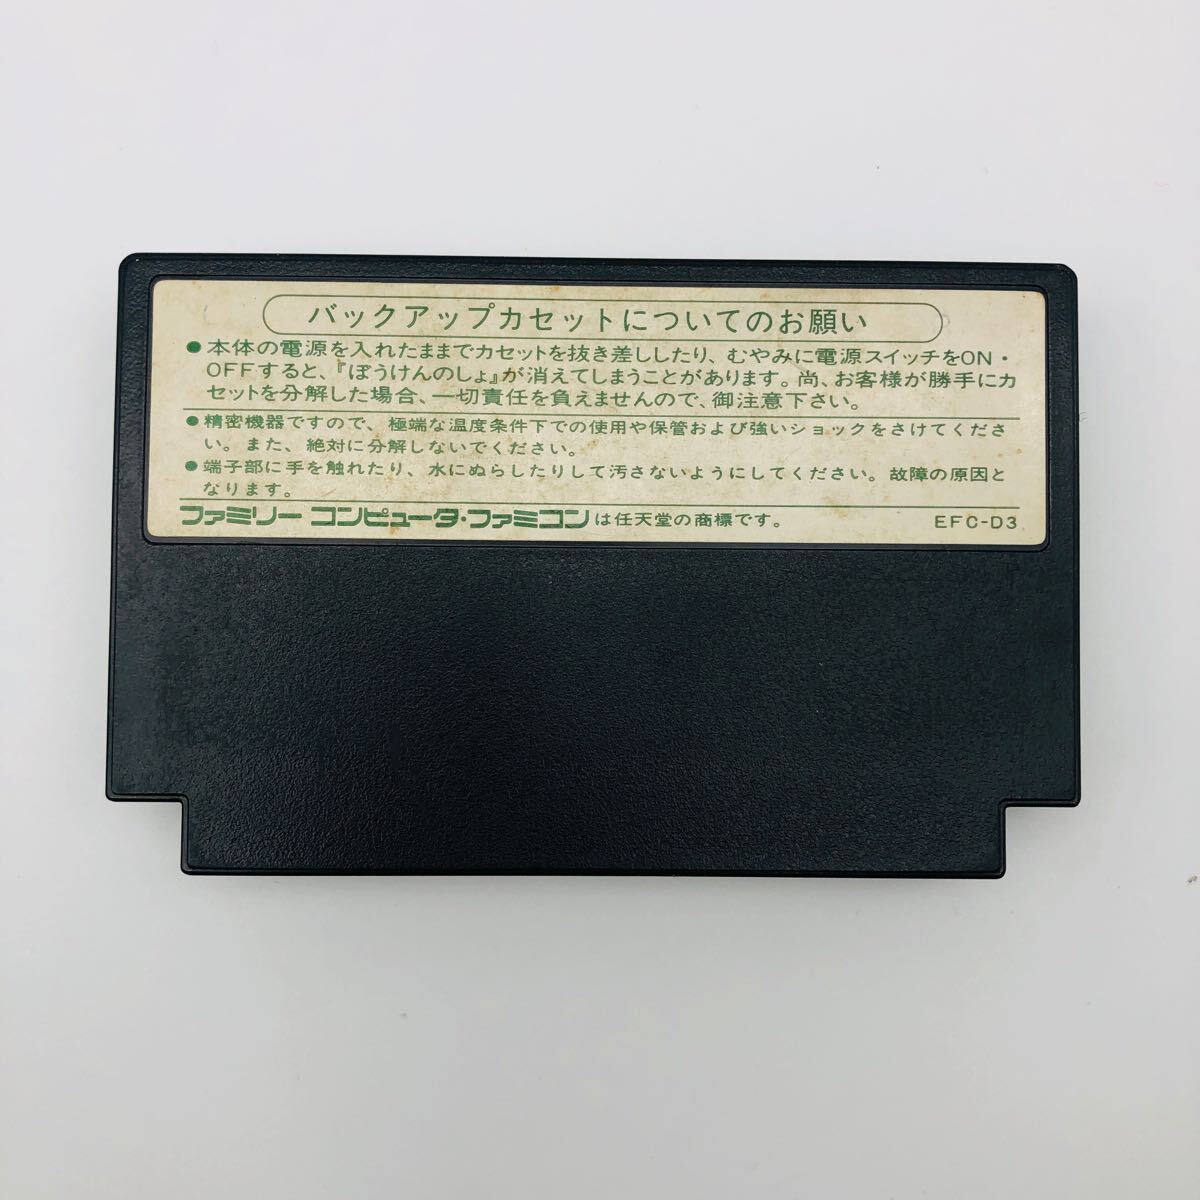 バックアップカセットについてのお願い
●本体の電源を入れたままでカセットを抜き差ししたり、むやみに電源スイッチをON・
OFFすると、『ぼうけんのしょ』が消えてしまうことがあります。尚、お客様が勝手にカ
セットを分解した場合、一切責任を負えませんので、御注意下さい。
●精密機器ですので、極端な温度条件下での使用や保管および強いショックをさけてくださ
い。また、絶対に分解しないでください。
●端子部に手を触れたり、水にぬらしたりして汚さないようにしてください。故障の原因と
なります。
ファミリーコンピュータ・ファミコンは任天堂の商標です。 EFC-D3